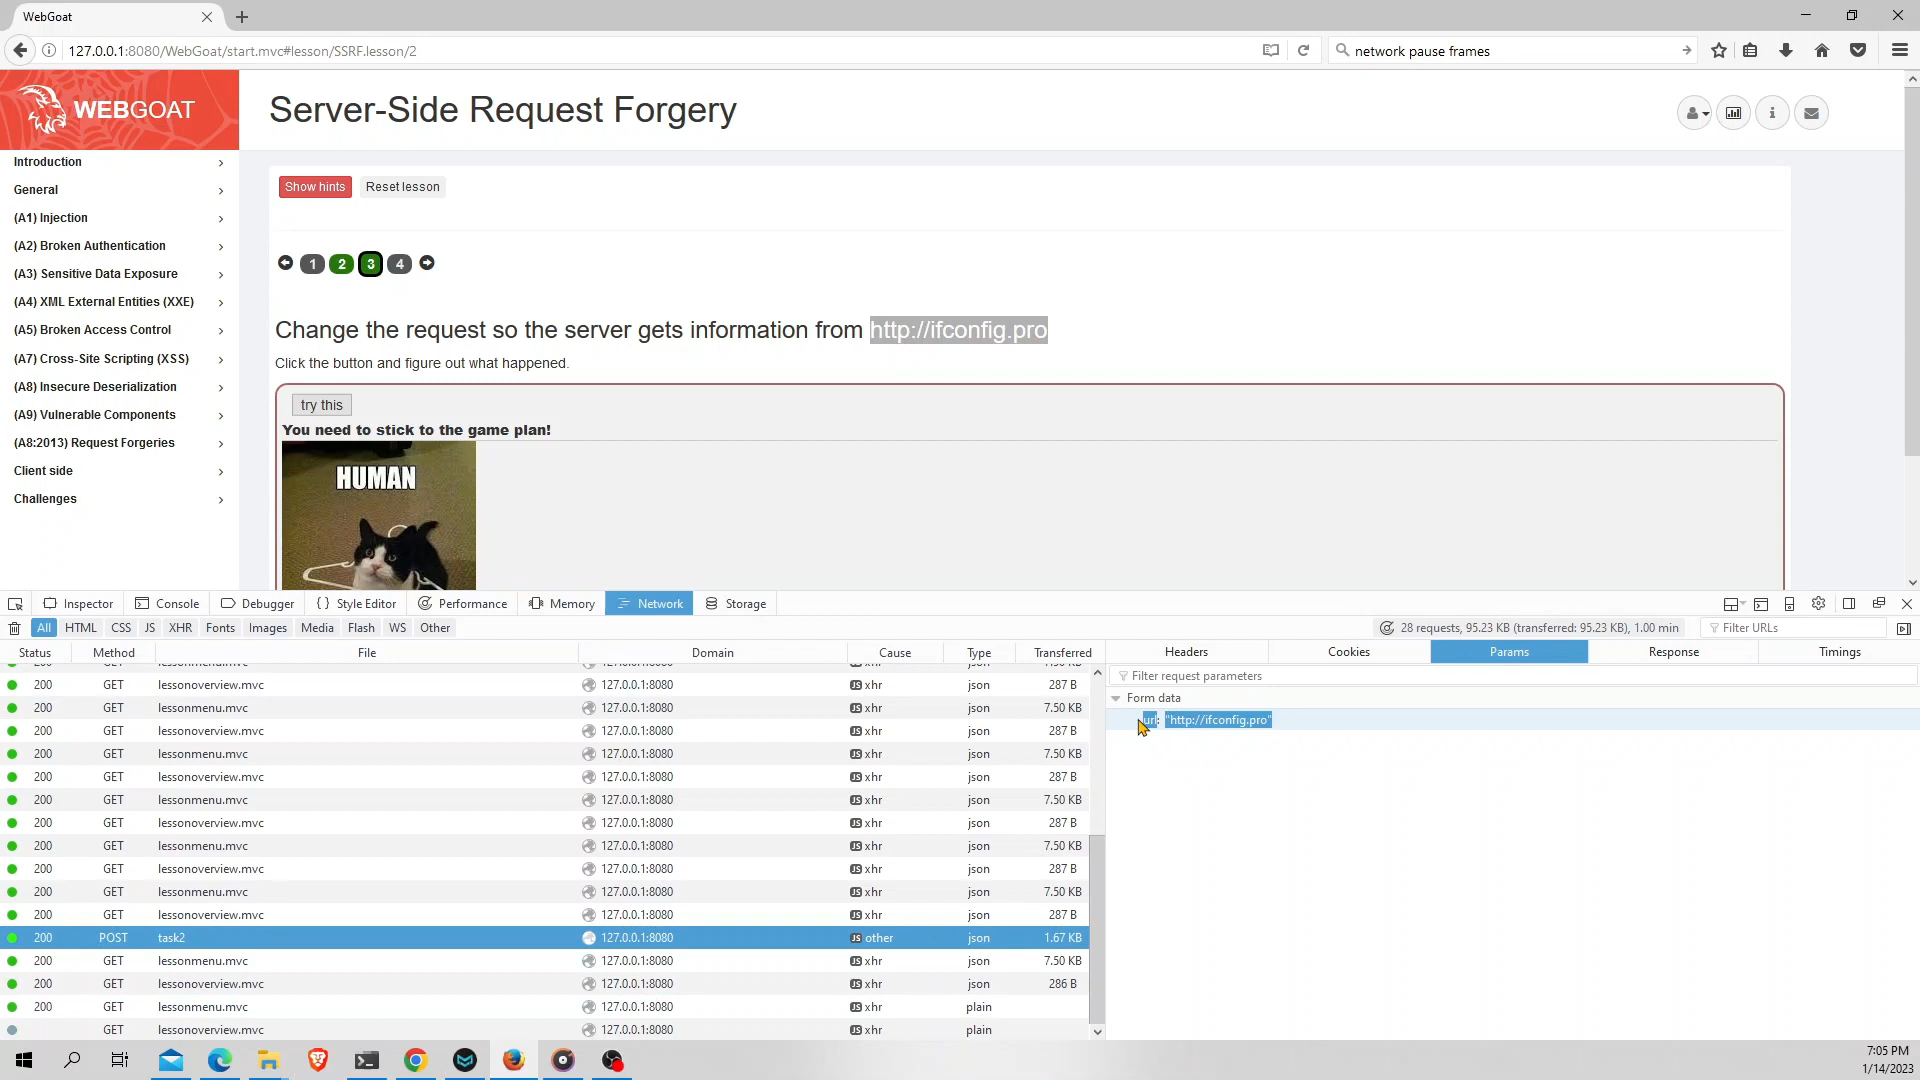 WebGoat
127.0.0.1:8080/WebGoat/start.mvc#lesson/SSRF.lesson/2
network pause frames
WEBGOAT
Server-Side Request Forgery
Introduction
General
(A1) Injection
(A2) Broken Authentication
(A3) Sensitive Data Exposure
(A4) XML External Entities (XXE)
(A5) Broken Access Control
(A7) Cross-Site Scripting (XSS)
(A8) Insecure Deserialization
(A9) Vulnerable Components
(A8:2013) Request Forgeries
Client side
Challenges
Show hints Reset lesson
1 2 3 4
Change the request so the server gets information from http://ifconfig.pro
Click the button and figure out what happened.
try this
You need to stick to the game plan!
HUMAN
Inspector Console Debugger {} Style Editor Performance Memory Network Storage
All HTML CSS JS XHR Fonts Images Media Flash WS Other 28 requests, 95.23 KB (transferred: 95.23 KB), 1.00 min Filter URLs
Status Method File Domain Cause Type Transferred Headers Cookies Params Response Timings
Filter request parameters
Form data
url: "http://ifconfig.pro"
200 GET lessonoverview.mvc 127.0.0.1:8080 JS xhr json 287 B
200 GET lessonmenu.mvc 127.0.0.1:8080 JS xhr json 7.50 KB
200 GET lessonoverview.mvc 127.0.0.1:8080 JS xhr json 287 B
200 GET lessonmenu.mvc 127.0.0.1:8080 JS xhr json 7.50 KB
200 GET lessonoverview.mvc 127.0.0.1:8080 JS xhr json 287 B
200 GET lessonmenu.mvc 127.0.0.1:8080 JS xhr json 7.50 KB
200 GET lessonoverview.mvc 127.0.0.1:8080 JS xhr json 287 B
200 GET lessonmenu.mvc 127.0.0.1:8080 JS xhr json 7.50 KB
200 GET lessonoverview.mvc 127.0.0.1:8080 JS xhr json 287 B
200 GET lessonmenu.mvc 127.0.0.1:8080 JS xhr json 7.50 KB
200 GET lessonoverview.mvc 127.0.0.1:8080 JS xhr json 287 B
200 POST task2 127.0.0.1:8080 JS other json 1.67 KB
200 GET lessonmenu.mvc 127.0.0.1:8080 JS xhr json 7.50 KB
200 GET lessonoverview.mvc 127.0.0.1:8080 JS xhr json 286 B
200 GET lessonmenu.mvc 127.0.0.1:8080 JS xhr plain
GET lessonoverview.mvc 127.0.0.1:8080 JS xhr plain
7:05 PM
1/14/2023